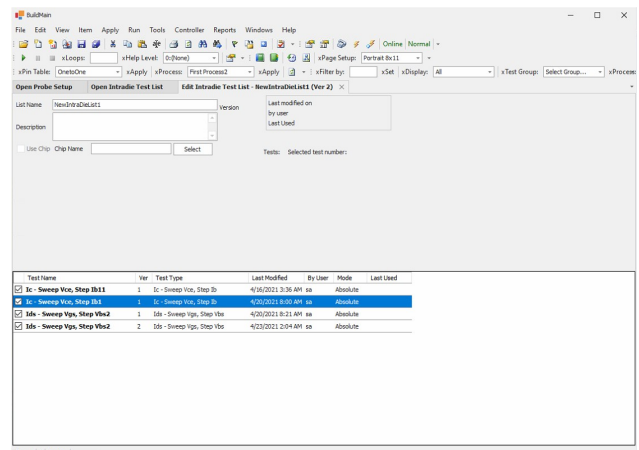 BuildMain
File Edit View Item Apply Run Tools Controller Reports Windows Help
Online Normal
xLoops: xHelp Level: 0:(None) xPage Setup: Portrait 8x11
xPin Table: OnetoOne xApply xProcess: First Process2 xApply xFilter by: xSet xDisplay: All xTest Group: Select Group... xProcess:
Open Probe Setup Open Intradie Test List Edit Intradie Test List - NewIntraDieList1 (Ver 2)
List Name NewIntraDieList1 Version Last modified on
by user
Description Last Used
Use Chip Chip Name Select Tests: Selected test number:
Test Name Ver Test Type Last Modified By User Mode Last Used
Ic - Sweep Vce, Step Ib11 1 Ic - Sweep Vce, Step Ib 4/16/2021 3:36 AM sa Absolute
Ic - Sweep Vce, Step Ib1 1 Ic - Sweep Vce, Step Ib 4/20/2021 8:00 AM sa Absolute
Ids - Sweep Vgs, Step Vbs2 1 Ids - Sweep Vgs, Step Vbs 4/20/2021 8:21 AM sa Absolute
Ids - Sweep Vgs, Step Vbs2 2 Ids - Sweep Vgs, Step Vbs 4/23/2021 2:04 AM sa Absolute